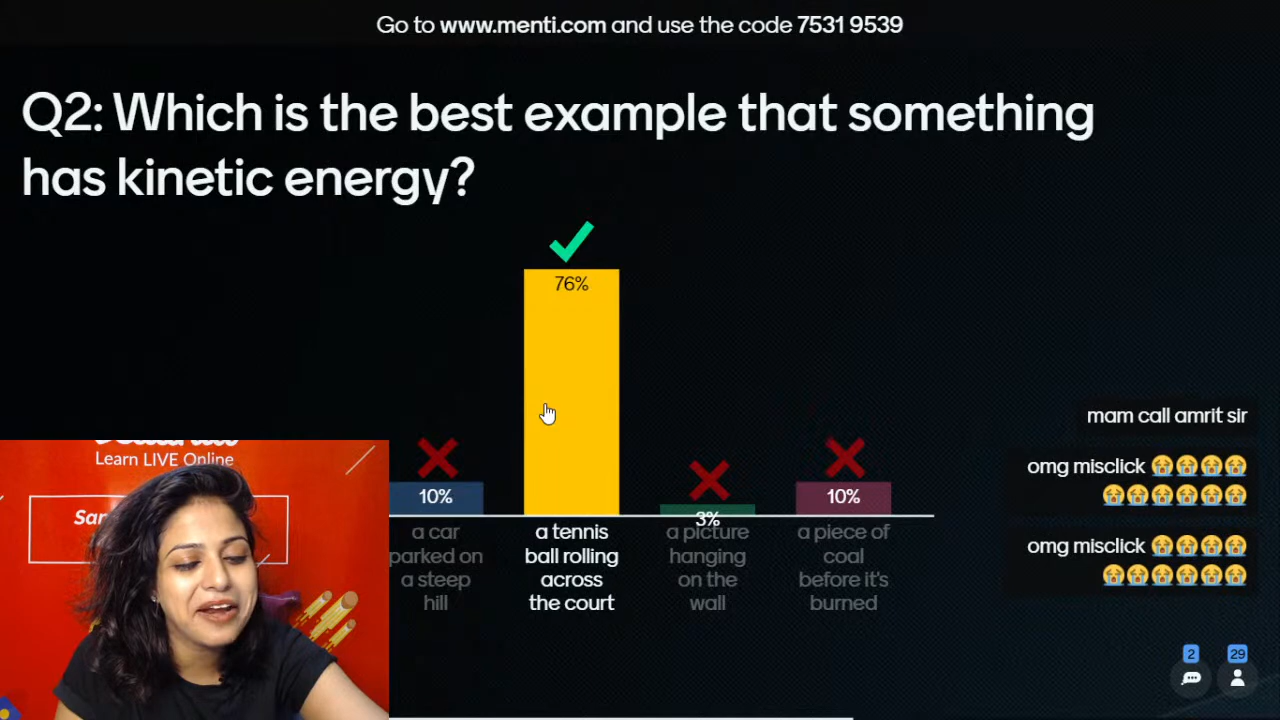 Go to www.menti.com and use the code 7531 9539
Q2: Which is the best example that something
has kinetic energy?
76%
10%
3%
10%
a car
parked on
a steep
hill
a tennis
ball rolling
across
the court
a picture
hanging
on the
wall
a piece of
coal
before it's
burned
mam call amrit sir
omg misclick 😭😭😭😭
😭😭😭😭😭😭
omg misclick 😭😭😭😭
😭😭😭😭😭😭
2
29
Learn LIVE Online